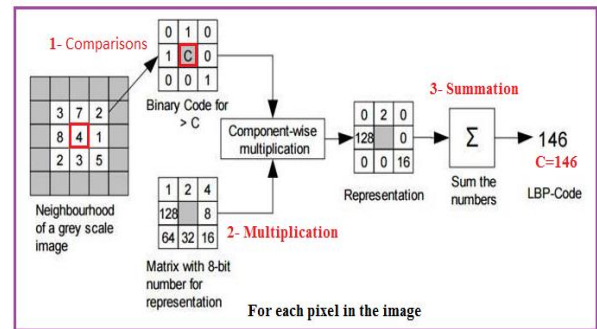 1- Comparisons
0 1 0
1 C 0
0 0 1
Binary Code for
> C
3 7 2
8 4 1
2 3 5
Neighbourhood
of a grey scale
image
Component-wise
multiplication
1 2 4
128 8
64 32 16
2- Multiplication
Matrix with 8-bit
number for
representation
0 2 0
128 0
0 0 16
Representation
3- Summation
Σ
Sum the
numbers
146
C=146
LBP-Code
For each pixel in the image